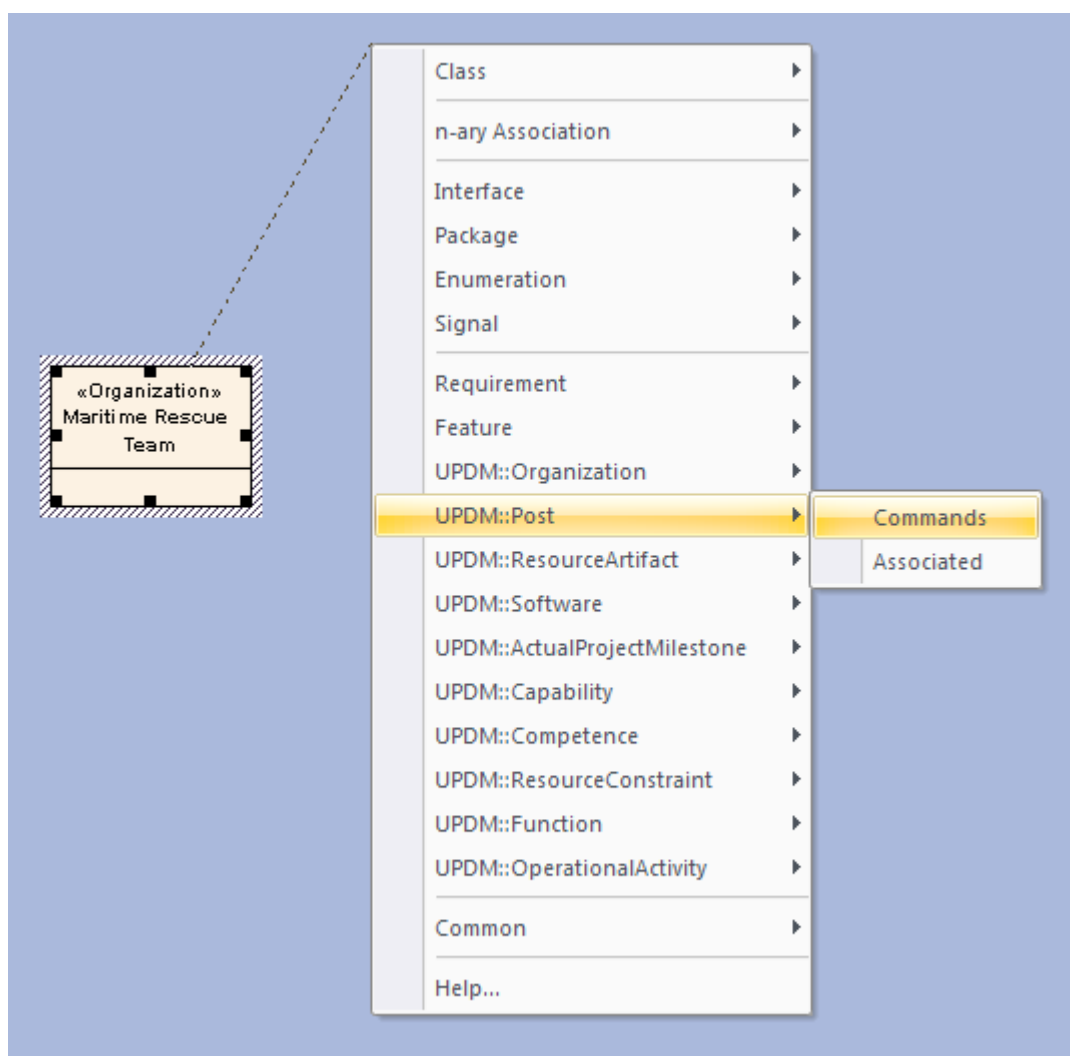 «Organization»
Maritime Rescue
Team
Class
n-ary Association
Interface
Package
Enumeration
Signal
Requirement
Feature
UPDM::Organization
UPDM::Post
Commands
Associated
UPDM::ResourceArtifact
UPDM::Software
UPDM::ActualProjectMilestone
UPDM::Capability
UPDM::Competence
UPDM::ResourceConstraint
UPDM::Function
UPDM::OperationalActivity
Common
Help...